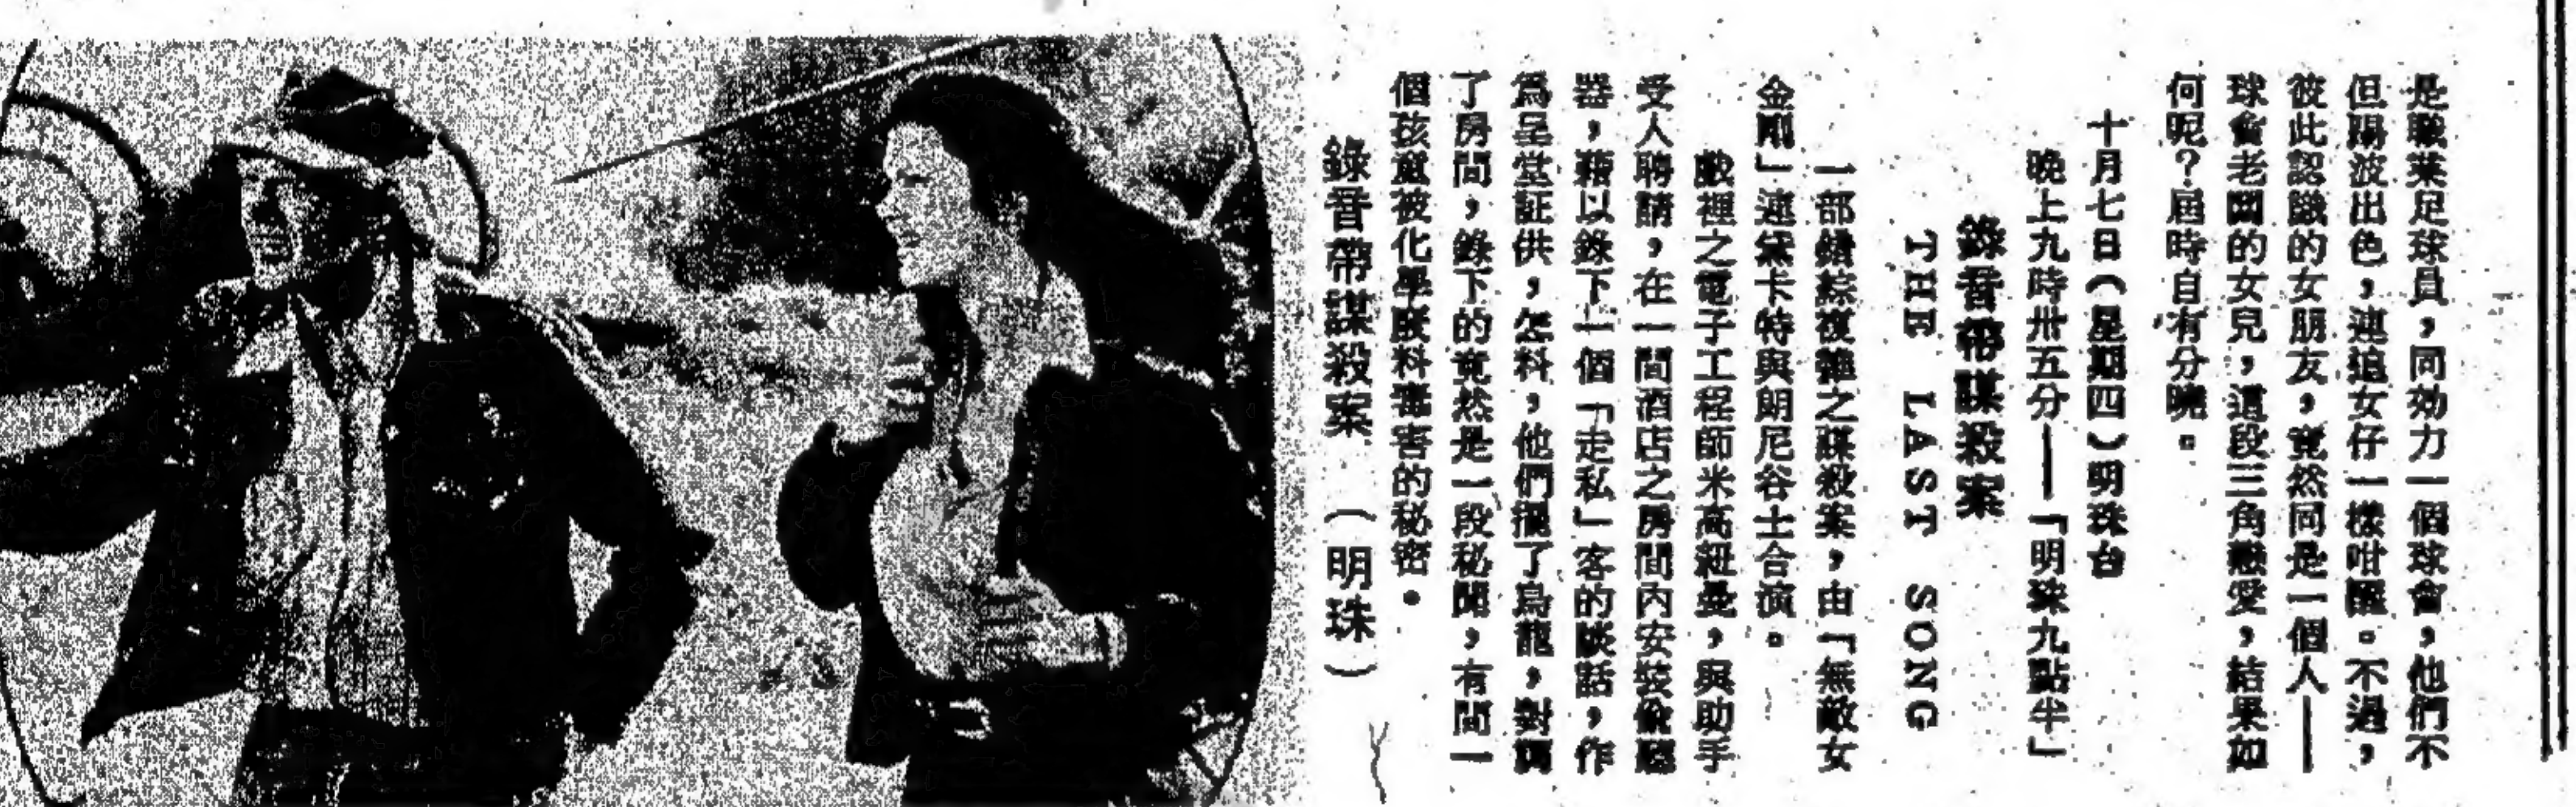 是職業足球員，同効力一個球會，他們不
但踢波出色，連追女仔一樣咁醒。不過，
彼此認識的女朋友，竟然同是一個人——
球會老闆的女兒，這段三角戀愛，結果如
何呢？屆時自有分曉。
十月七日（星期四）明珠台
晚上九時卅五分——「明珠九點半」
錄音帶謀殺案
THE LAST SONG
一部錯綜複雜之謀殺案，由「無敵女
金剛」連黛卡特與朗尼谷士合演。
戲裡之電子工程師米高紐曼，與助手
受人聘請，在一間酒店之房間內安裝偷聽
器，藉以錄下一個「走私」客的談話，作
爲呈堂証供，怎料，他們擺了烏龍，對調
了房間，錄下的竟然是一段秘聞，有間一
個孩童被化學廢料毒害的秘密。
錄音帶謀殺案（明珠）